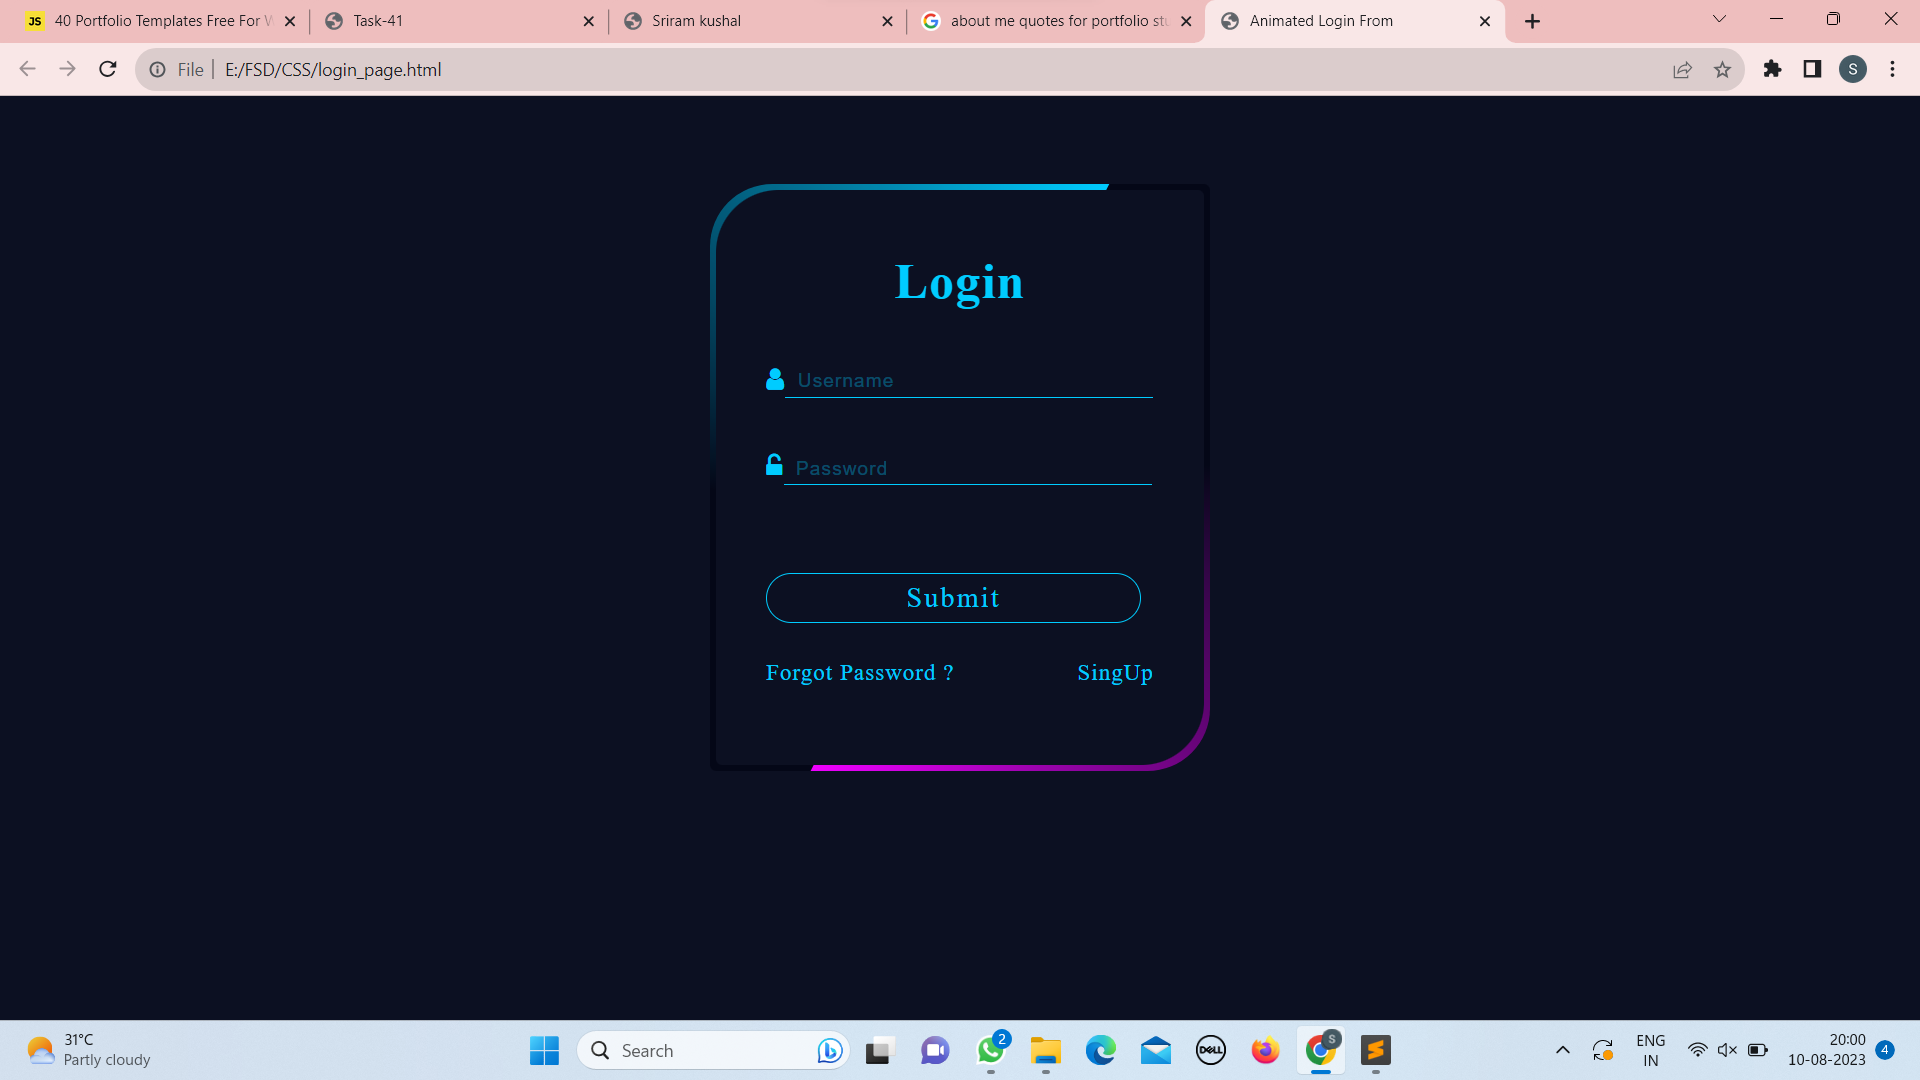 JS 40 Portfolio Templates Free For W
Task-41
Sriram kushal
about me quotes for portfolio stu
Animated Login From
File E:/FSD/CSS/login_page.html
S
Login
Username
Password
Submit
Forgot Password ? SingUp
31°C
Partly cloudy
Search
2
DELL
S
ENG
IN
20:00
10-08-2023
4